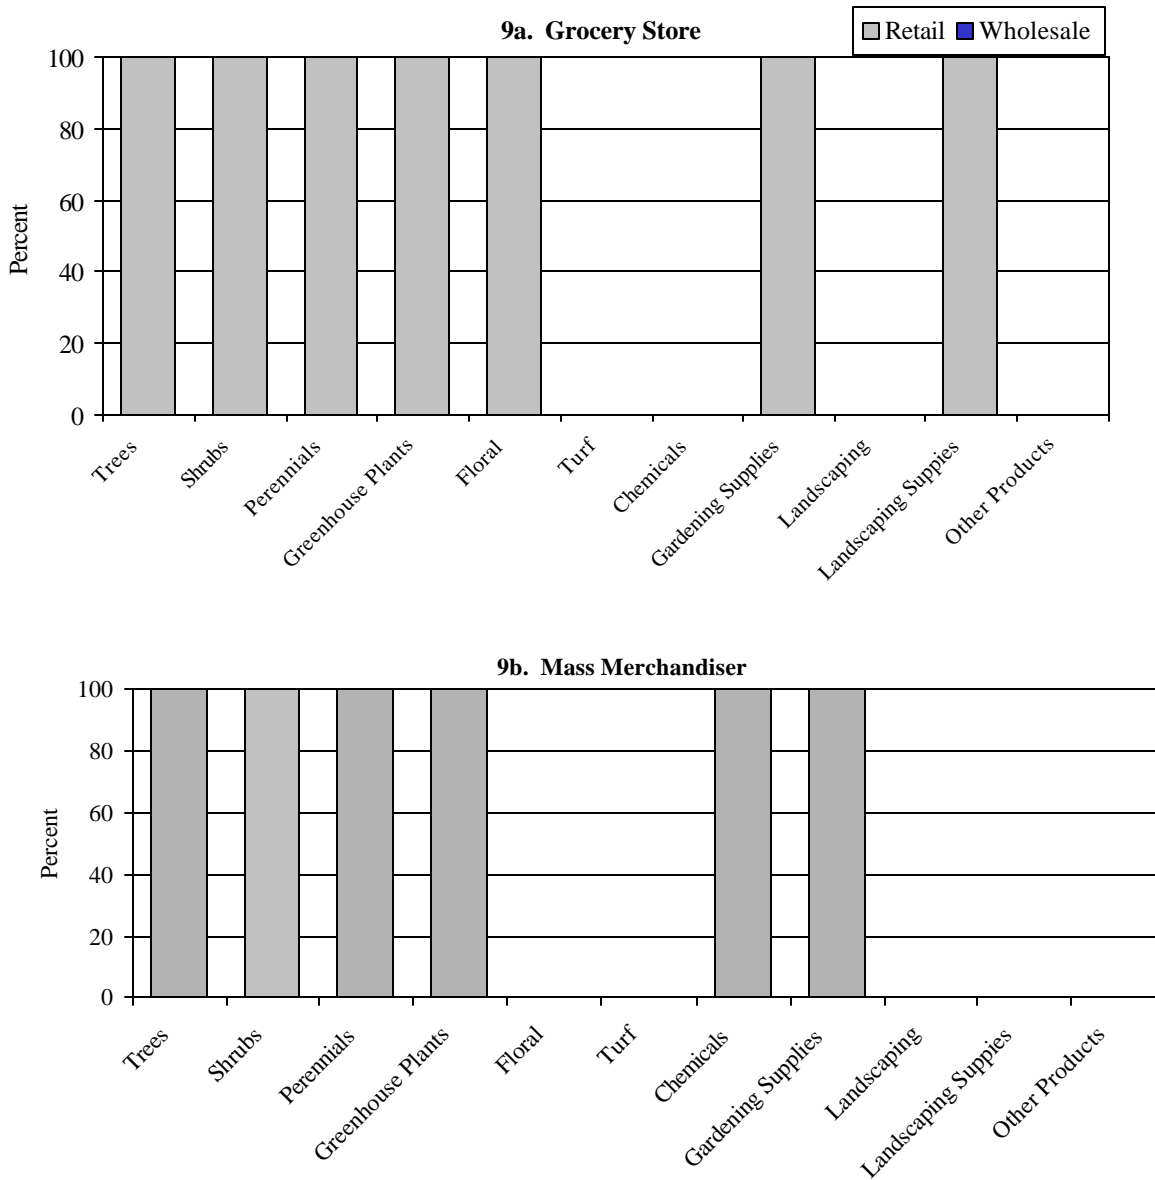 9a. Grocery Store
Retail Wholesale
Percent
100
80
60
40
20
0
Trees
Shrubs
Perennials
Greenhouse Plants
Floral
Turf
Chemicals
Gardening Supplies
Landscaping
Landscaping Suppies
Other Products
9b. Mass Merchandiser
Percent
100
80
60
40
20
0
Trees
Shrubs
Perennials
Greenhouse Plants
Floral
Turf
Chemicals
Gardening Supplies
Landscaping
Landscaping Suppies
Other Products